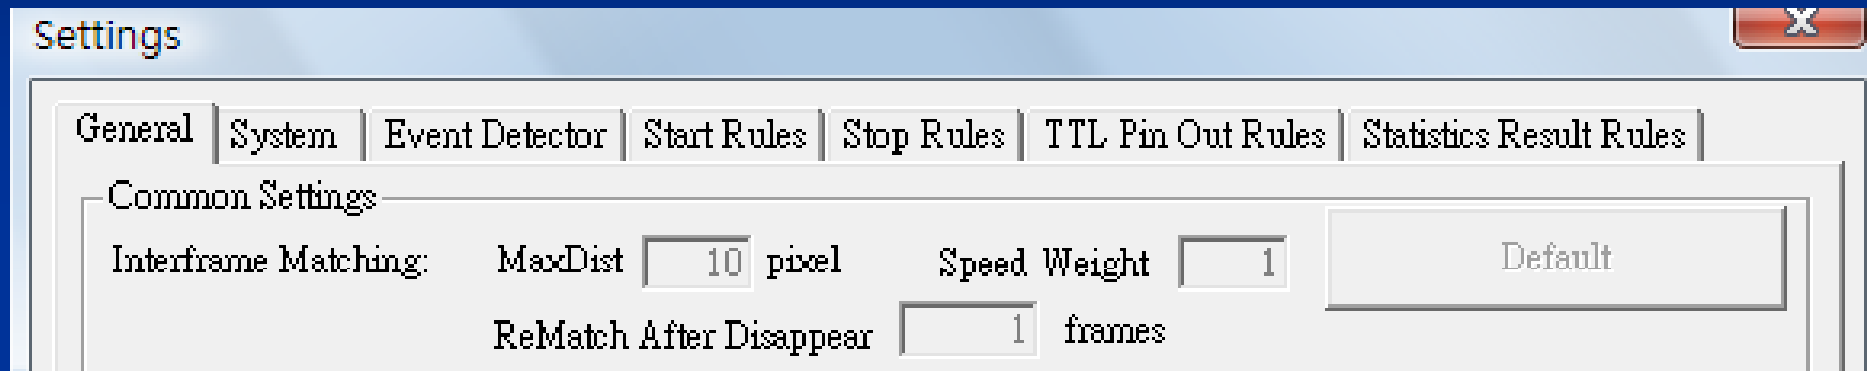 Settings
General System Event Detector Start Rules Stop Rules TTL Pin Out Rules Statistics Result Rules
Common Settings
Interframe Matching: MaxDist 10 pixel Speed Weight 1 Default
ReMatch After Disappear 1 frames